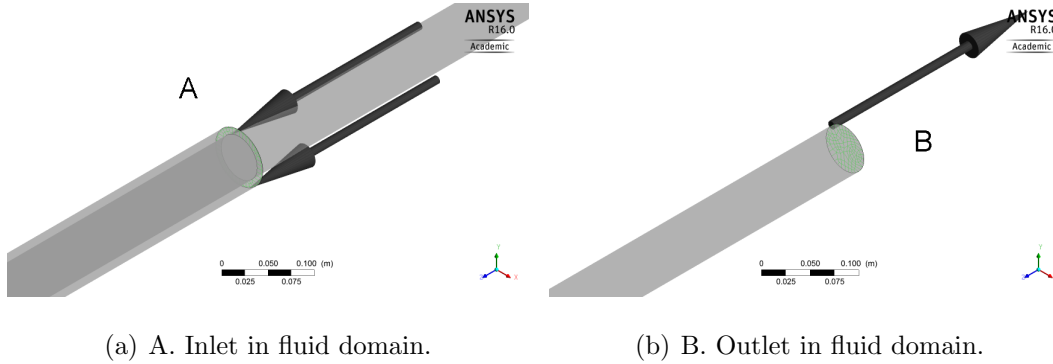 ANSYS
R16.0
Academic
A
0 0.050 0.100 (m)
0.025 0.075
Y
Z X
ANSYS
R16.0
Academic
B
0 0.050 0.100 (m)
0.025 0.075
Y
Z X
(a) A. Inlet in fluid domain.
(b) B. Outlet in fluid domain.